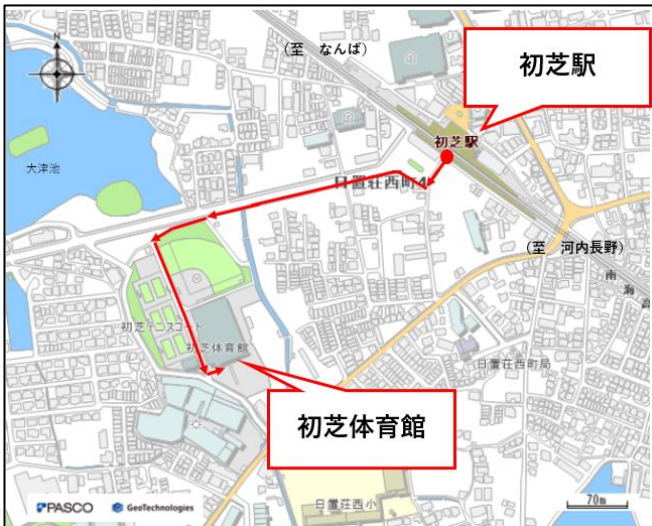 N
（至　なんば）
初芝駅
初芝駅
大津池
日置荘西町4
（至　河内長野）
南海高
初芝テニスコート
初芝体育館
日置荘西町局
初芝体育館
日置荘西小
PASCO
GeoTechnologies
70m